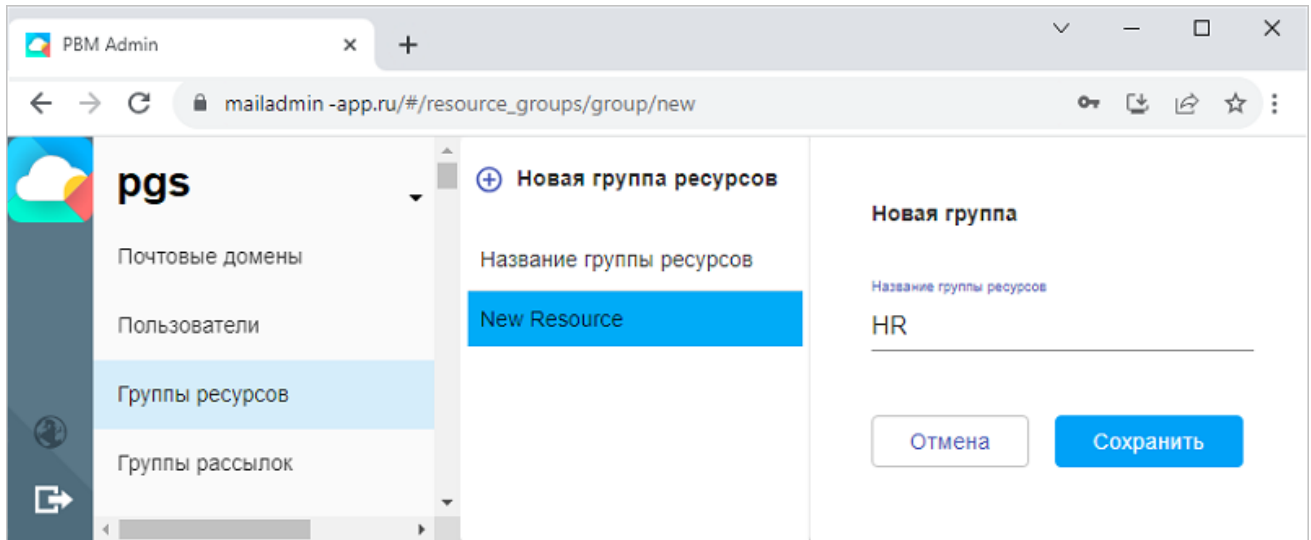 PBM Admin
mailadmin -app.ru/#/resource_groups/group/new
pgs
Почтовые домены
Пользователи
Группы ресурсов
Группы рассылок
Новая группа ресурсов
Название группы ресурсов
New Resource
Новая группа
Название группы ресурсов
HR
Отмена
Сохранить